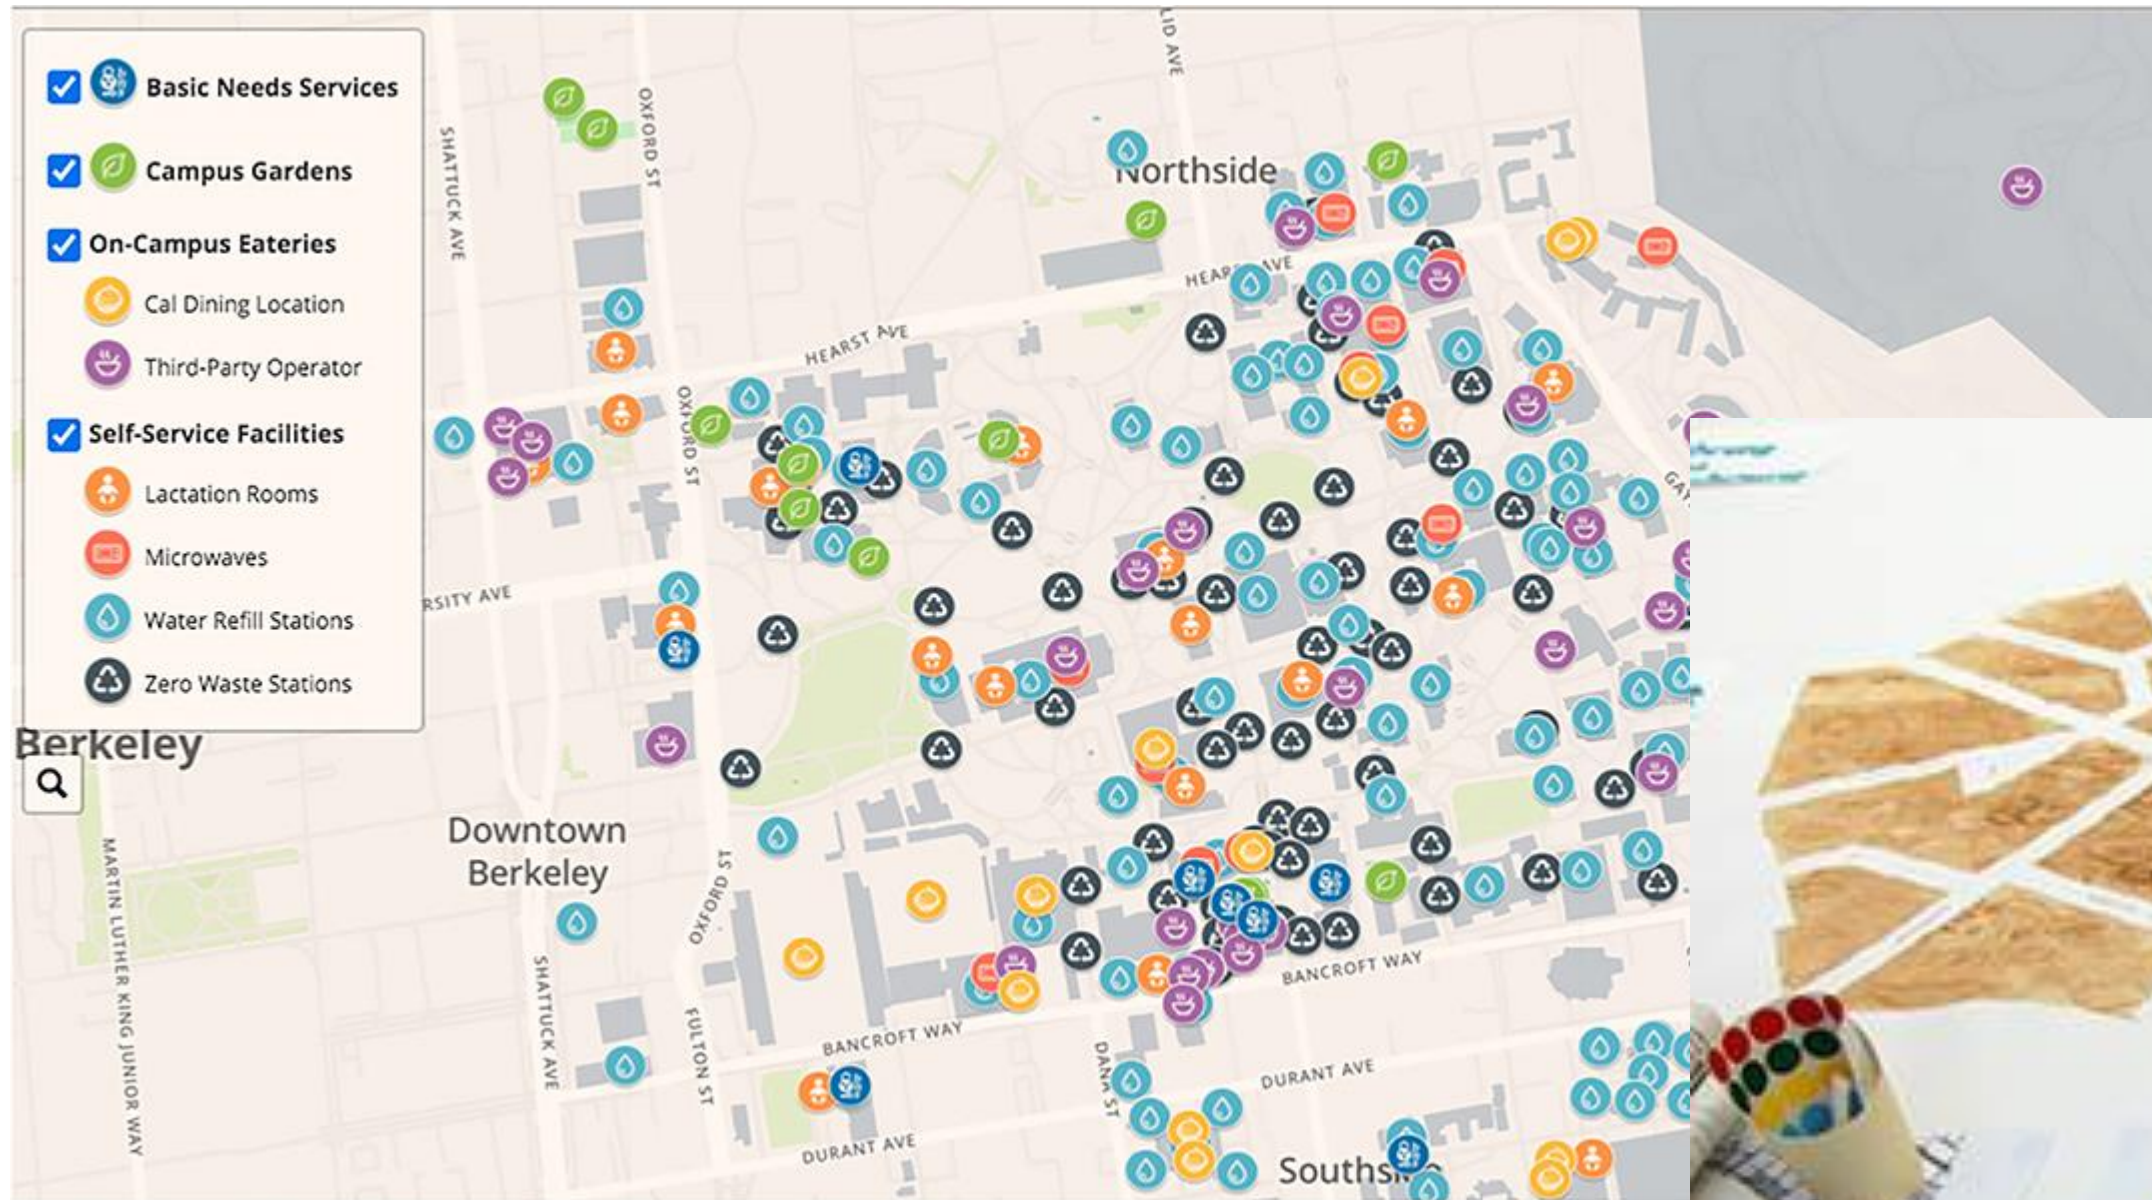 Basic Needs Services
Campus Gardens
On-Campus Eateries
Cal Dining Location
Third-Party Operator
Self-Service Facilities
Lactation Rooms
Microwaves
Water Refill Stations
Zero Waste Stations
SHATTUCK AVE
OXFORD ST
LID AVE
Northside
HEARST AVE
HEARST AVE
OXFORD ST
RSITY AVE
Berkeley
Downtown
Berkeley
MARTIN LUTHER KING JUNIOR WAY
SHATTUCK AVE
OXFORD ST
FULTON ST
BANCROFT WAY
BANCROFT WAY
DANA ST
DURANT AVE
DURANT AVE